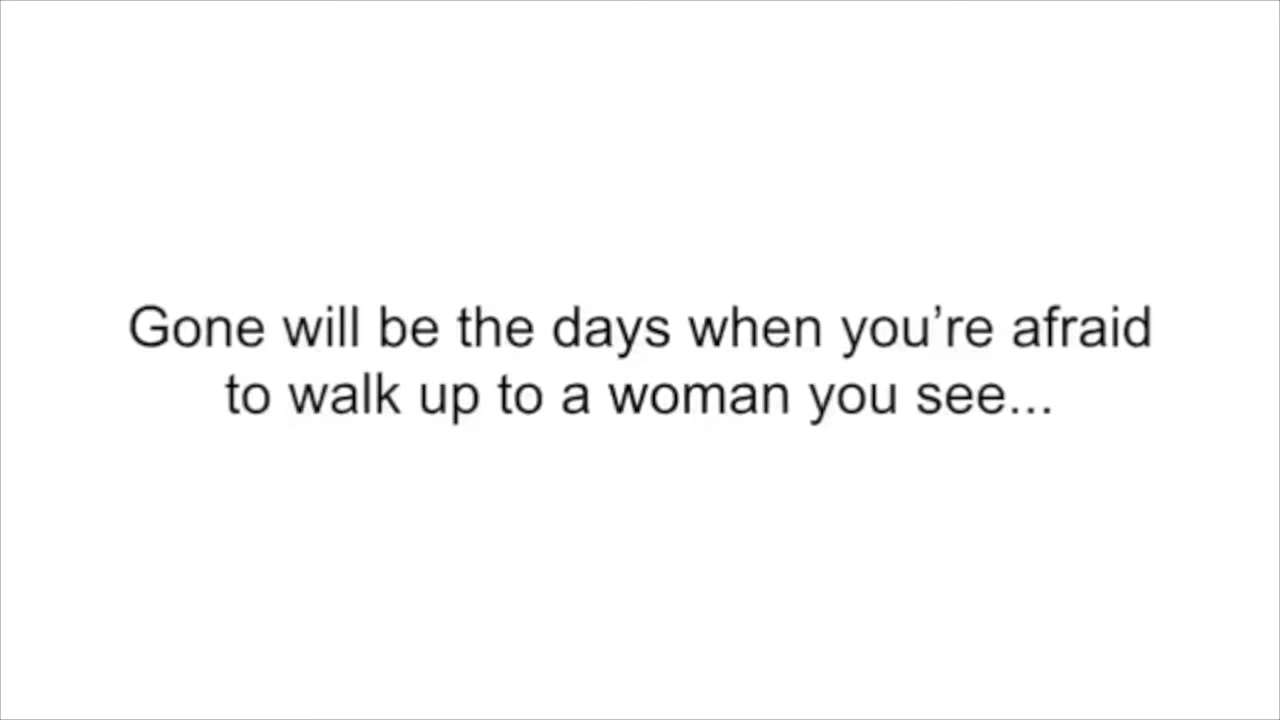 Gone will be the days when you’re afraid
to walk up to a woman you see...